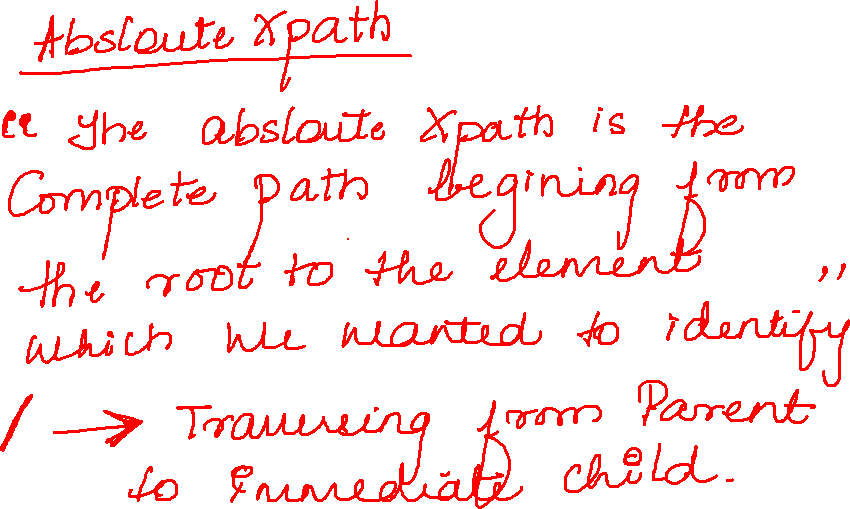 Absloute Xpath
"The absloute Xpath is the
Complete path begining from
the root to the element
which we wanted to identify"
/ → Traversing from Parent
to Immediate child.